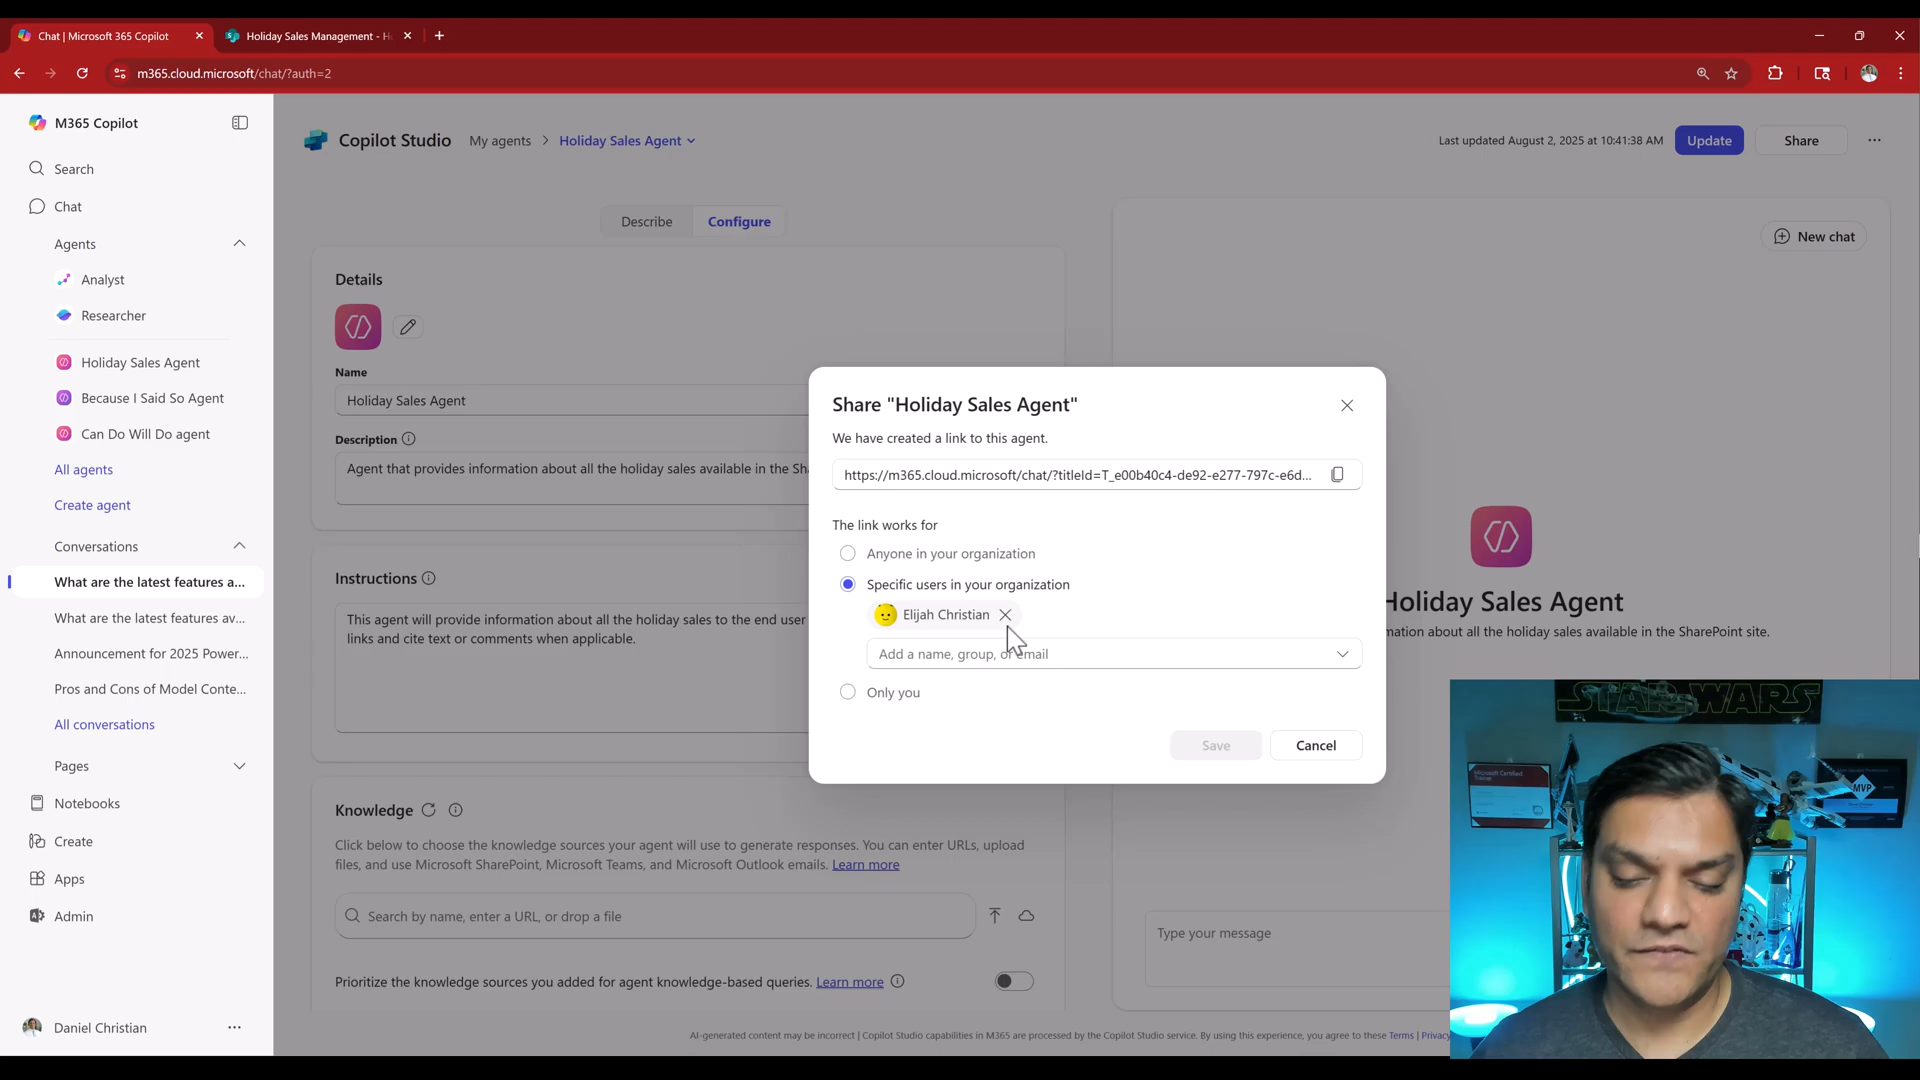 Chat | Microsoft 365 Copilot
Holiday Sales Management - H
m365.cloud.microsoft/chat/?auth=2
M365 Copilot
Search
Chat
Agents
Analyst
Researcher
Holiday Sales Agent
Because I Said So Agent
Can Do Will Do agent
All agents
Create agent
Conversations
What are the latest features a...
What are the latest features av...
Announcement for 2025 Power...
Pros and Cons of Model Conte...
All conversations
Pages
Notebooks
Create
Apps
Admin
Daniel Christian
Copilot Studio
My agents > Holiday Sales Agent
Last updated August 2, 2025 at 10:41:38 AM
Update
Share
Describe
Configure
New chat
Details
Name
Holiday Sales Agent
Description
Agent that provides information about all the holiday sales available in the Sh
Instructions
This agent will provide information about all the holiday sales to the end user
links and cite text or comments when applicable.
Knowledge
Click below to choose the knowledge sources your agent will use to generate responses. You can enter URLs, upload
files, and use Microsoft SharePoint, Microsoft Teams, and Microsoft Outlook emails. Learn more
Search by name, enter a URL, or drop a file
Prioritize the knowledge sources you added for agent knowledge-based queries. Learn more
Share "Holiday Sales Agent"
We have created a link to this agent.
https://m365.cloud.microsoft/chat/?titleId=T_e00b40c4-de92-e277-797c-e6d...
The link works for
Anyone in your organization
Specific users in your organization
Elijah Christian
Add a name, group, or email
Only you
Save
Cancel
Holiday Sales Agent
mation about all the holiday sales available in the SharePoint site.
Type your message
AI-generated content may be incorrect | Copilot Studio capabilities in M365 are processed by the Copilot Studio service. By using this experience, you agree to these Terms | Privacy
STAR WARS
Microsoft Certified
Trainer
MVP